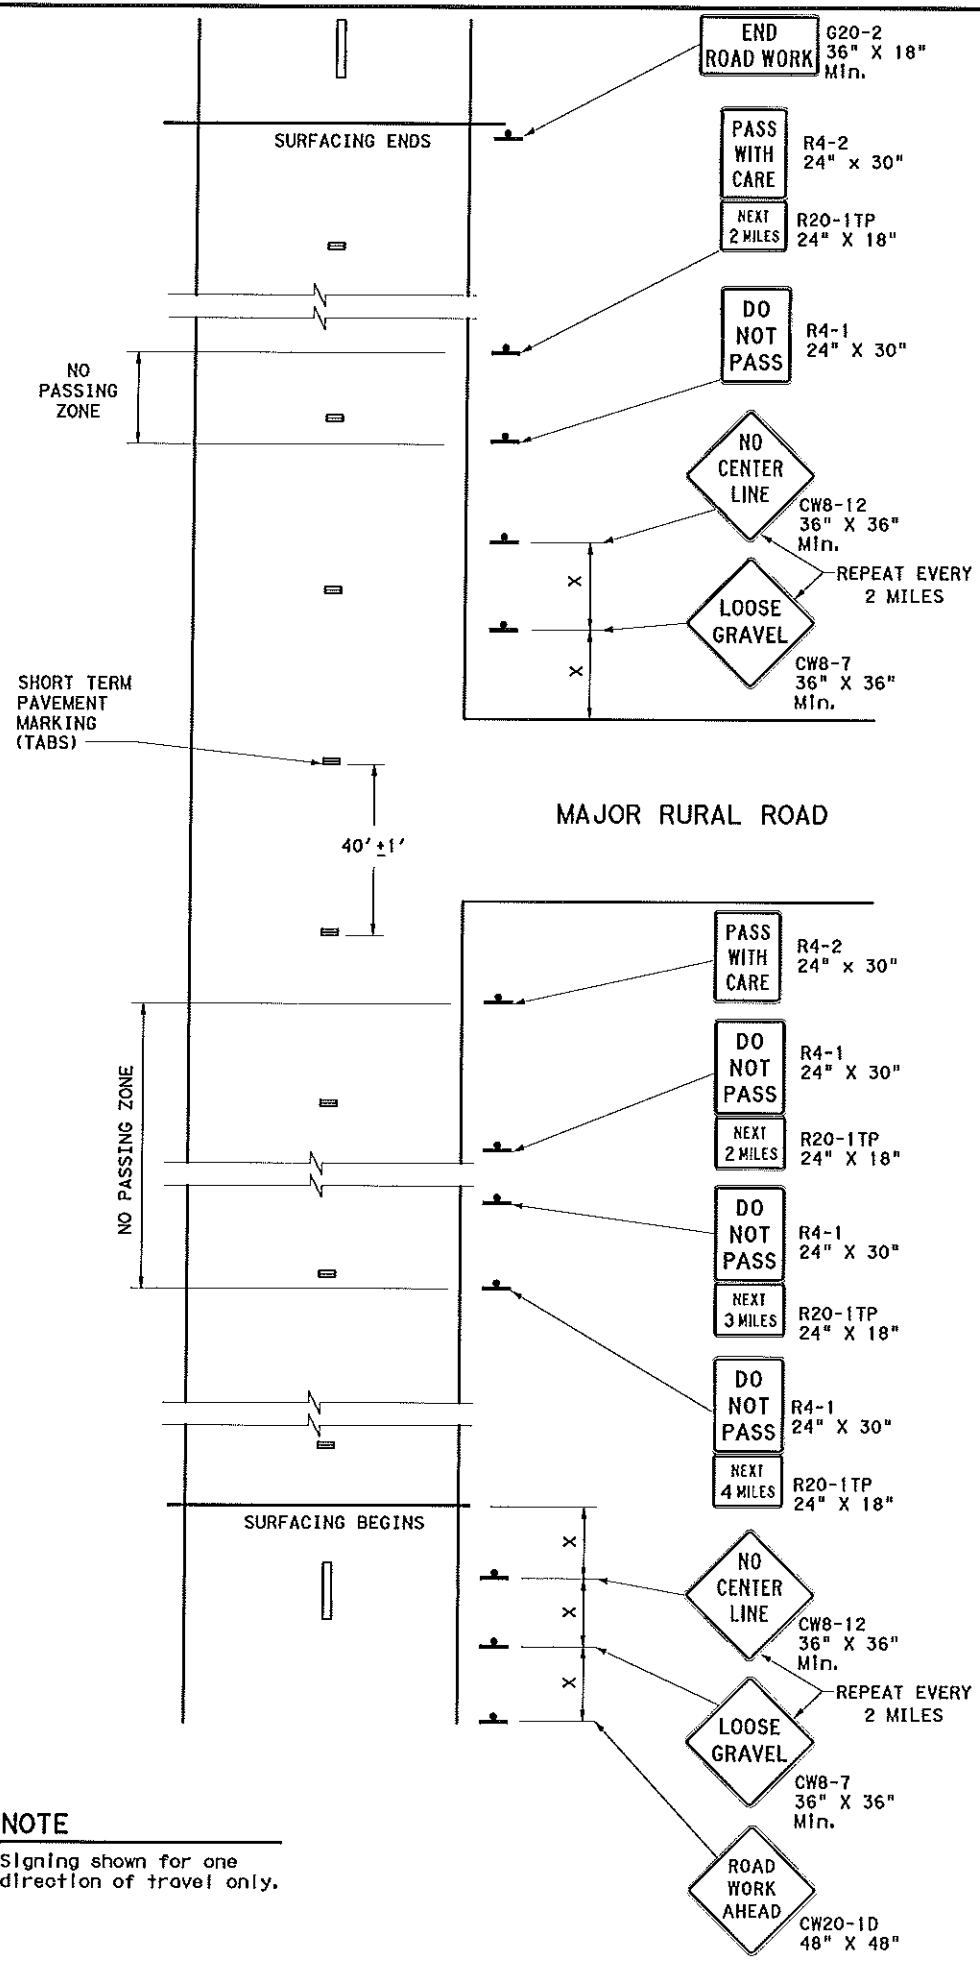 END
ROAD WORK
G20-2
36" X 18"
Min.
SURFACING ENDS
PASS
WITH
CARE
R4-2
24" x 30"
NEXT
2 MILES
R20-1TP
24" X 18"
DO
NOT
PASS
R4-1
24" X 30"
NO
PASSING
ZONE
NO
CENTER
LINE
CW8-12
36" X 36"
Min.
X
REPEAT EVERY
2 MILES
LOOSE
GRAVEL
X
CW8-7
36" X 36"
Min.
SHORT TERM
PAVEMENT
MARKING
(TABS)
MAJOR RURAL ROAD
40' ±1'
PASS
WITH
CARE
R4-2
24" x 30"
DO
NOT
PASS
R4-1
24" X 30"
NEXT
2 MILES
R20-1TP
24" X 18"
NO PASSING ZONE
DO
NOT
PASS
R4-1
24" X 30"
NEXT
3 MILES
R20-1TP
24" X 18"
DO
NOT
PASS
R4-1
24" X 30"
NEXT
4 MILES
R20-1TP
24" X 18"
SURFACING BEGINS
X
NO
CENTER
LINE
X
CW8-12
36" X 36"
Min.
X
REPEAT EVERY
2 MILES
LOOSE
GRAVEL
CW8-7
36" X 36"
Min.
NOTE
Signing shown for one
direction of travel only.
ROAD
WORK
AHEAD
CW20-1D
48" X 48"